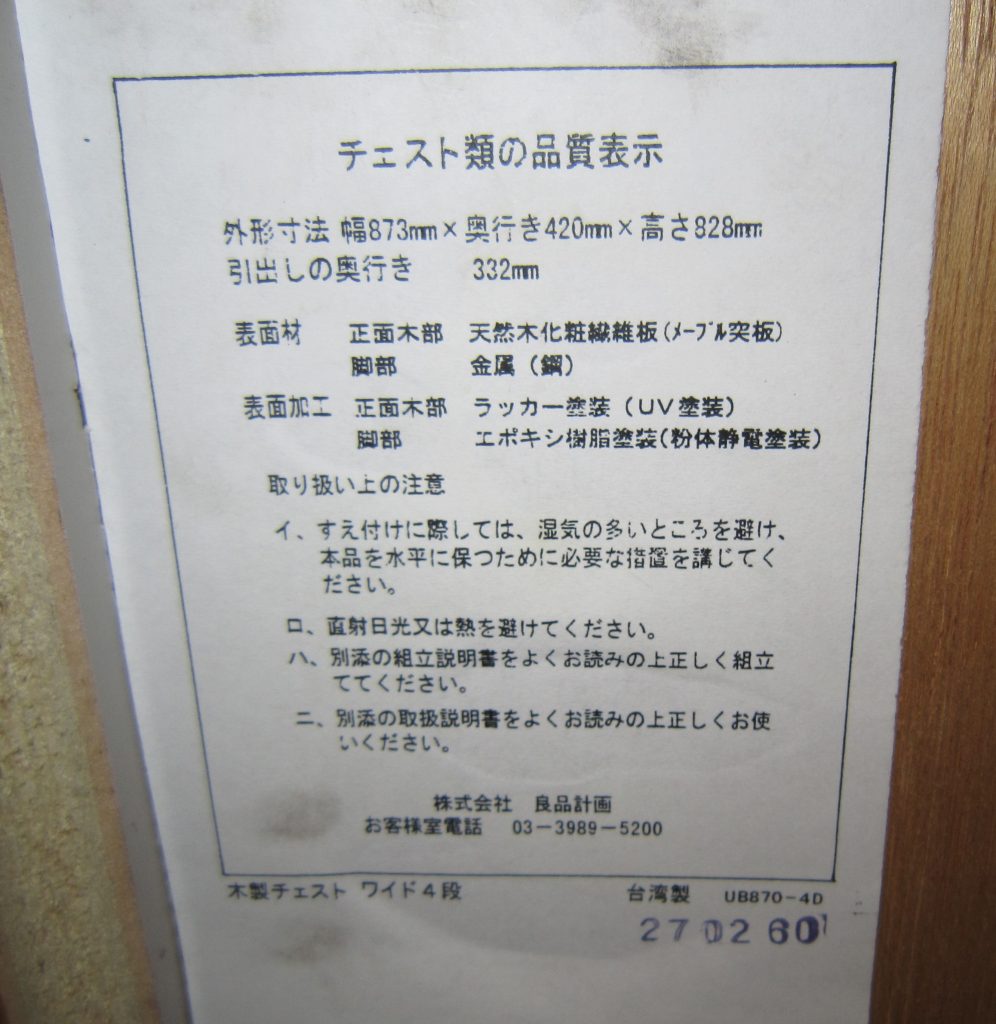 チェスト類の品質表示
外形寸法 幅873mm×奥行き420mm×高さ828mm
引出しの奥行き 332mm
表面材 正面木部 天然木化粧繊維板(メープル突板)
脚部 金属(鋼)
表面加工 正面木部 ラッカー塗装(UV塗装)
脚部 エポキシ樹脂塗装(粉体静電塗装)
取り扱い上の注意
イ、すえ付けに際しては、湿気の多いところを避け、
本品を水平に保つために必要な措置を講じてく
ださい。
ロ、直射日光又は熱を避けてください。
ハ、別添の組立説明書をよくお読みの上正しく組立
ててください。
ニ、別添の取扱説明書をよくお読みの上正しくお使
いください。
株式会社 良品計画
お客様室電話 03-3989-5200
木製チェスト ワイド4段 台湾製 UB870-4D
270260